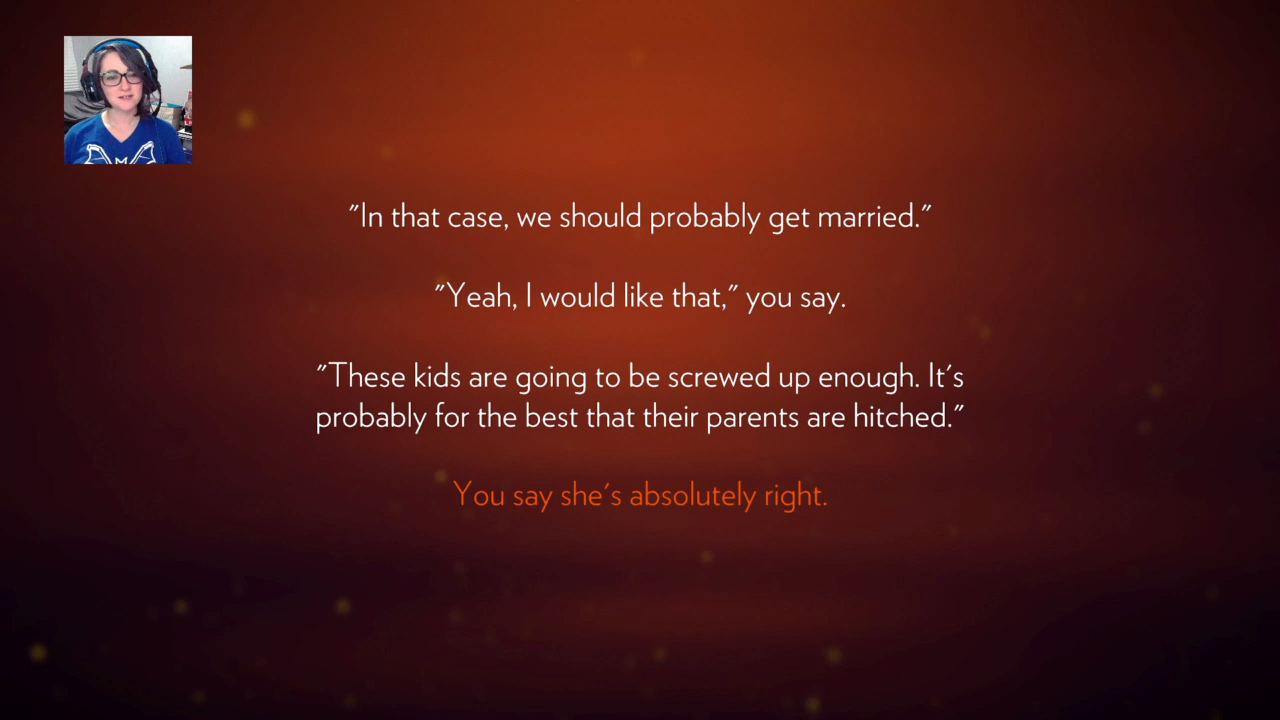 "In that case, we should probably get married."
"Yeah, I would like that," you say.
"These kids are going to be screwed up enough. It's
probably for the best that their parents are hitched."
You say she's absolutely right.